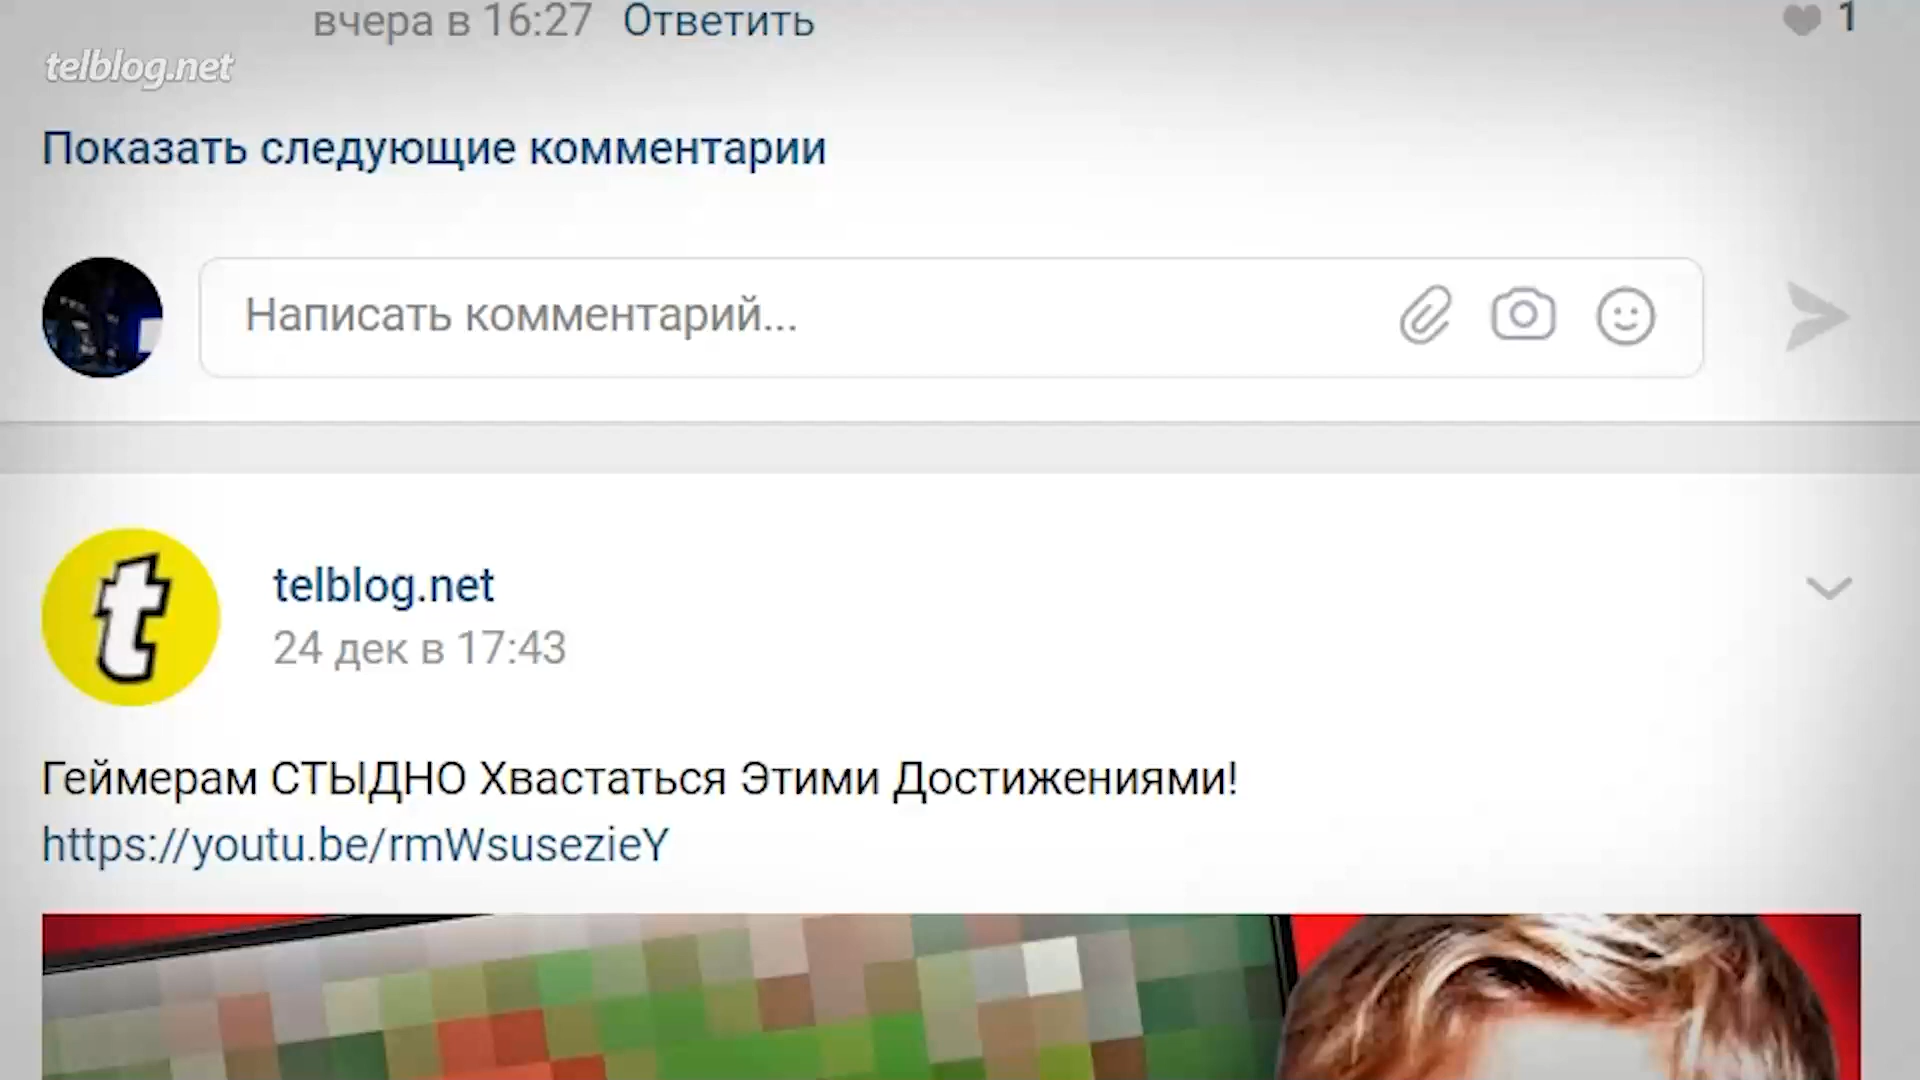 вчера в 16:27 Ответить 1
telblog.net
Показать следующие комментарии
Написать комментарий...
t
telblog.net
24 дек в 17:43
Геймерам СТЫДНО Хвастаться Этими Достижениями!
https://youtu.be/rmWsusezieY